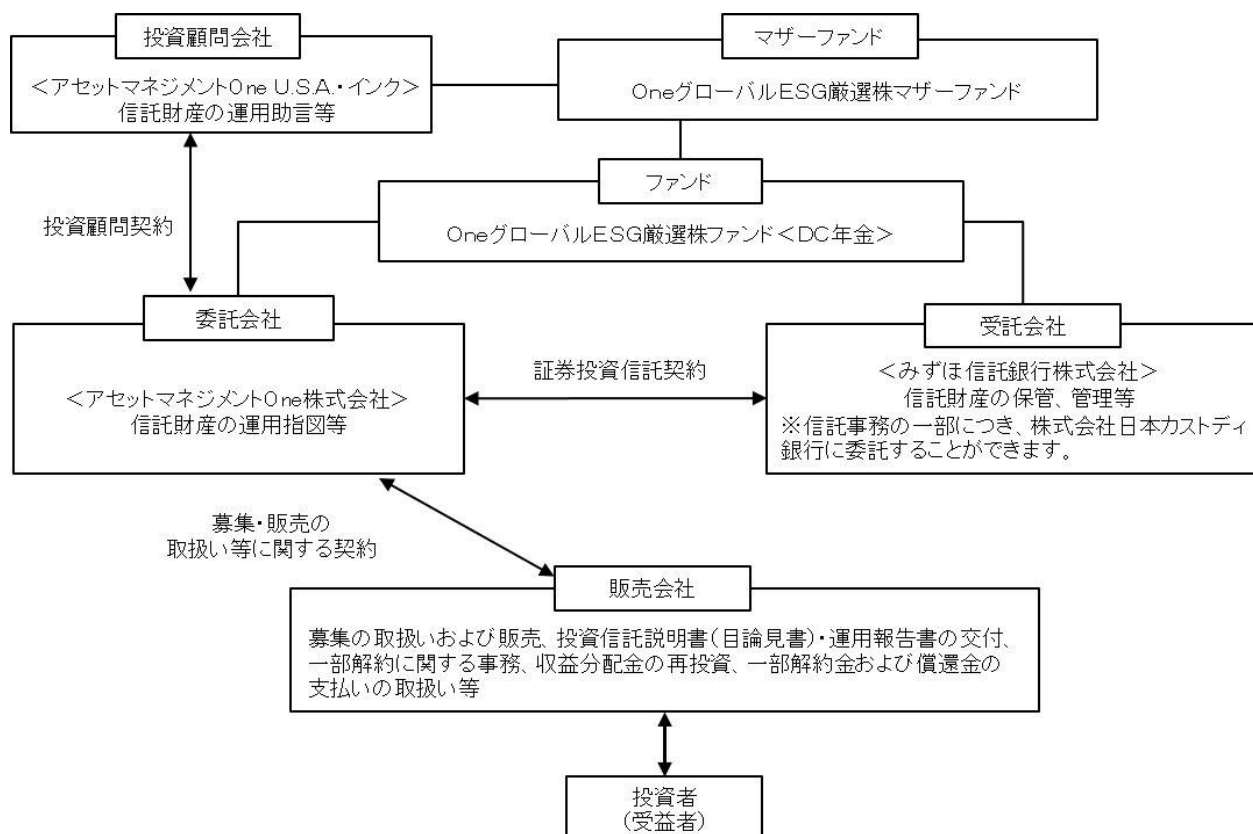 投資顧問会社
<アセットマネジメントOne U.S.A.・インク>
信託財産の運用助言等
マザーファンド
OneグローバルESG厳選株マザーファンド
ファンド
OneグローバルESG厳選株ファンド<DC年金>
投資顧問契約
委託会社
<アセットマネジメントOne株式会社>
信託財産の運用指図等
証券投資信託契約
受託会社
<みずほ信託銀行株式会社>
信託財産の保管、管理等
※信託事務の一部につき、株式会社日本カストディ
銀行に委託することができます。
募集・販売の
取扱い等に関する契約
販売会社
募集の取扱いおよび販売、投資信託説明書(目論見書)・運用報告書の交付、
一部解約に関する事務、収益分配金の再投資、一部解約金および償還金の
支払いの取扱い等
投資者
(受益者)